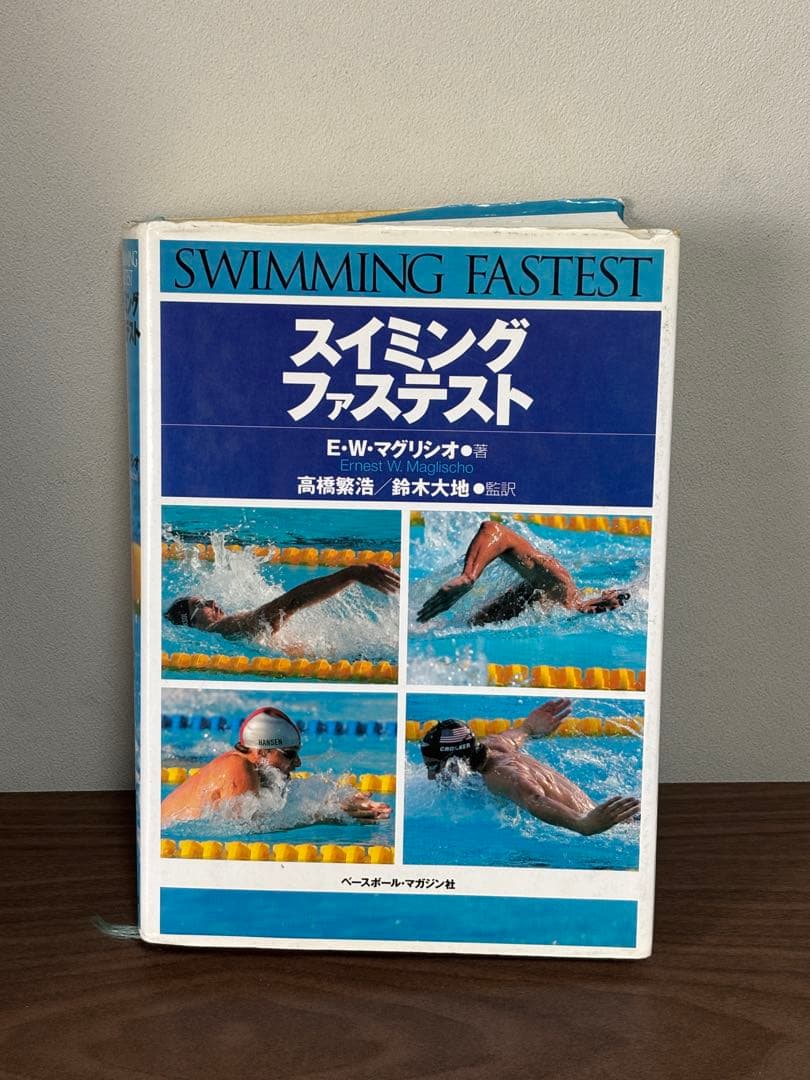 SWIMMING FASTEST
スイミング
ファステスト
E・W・マグリシオ●著
Ernest W. Maglischo
高橋繁浩／鈴木大地●監訳
HANSEN
CROCKER
ベースボール・マガジン社